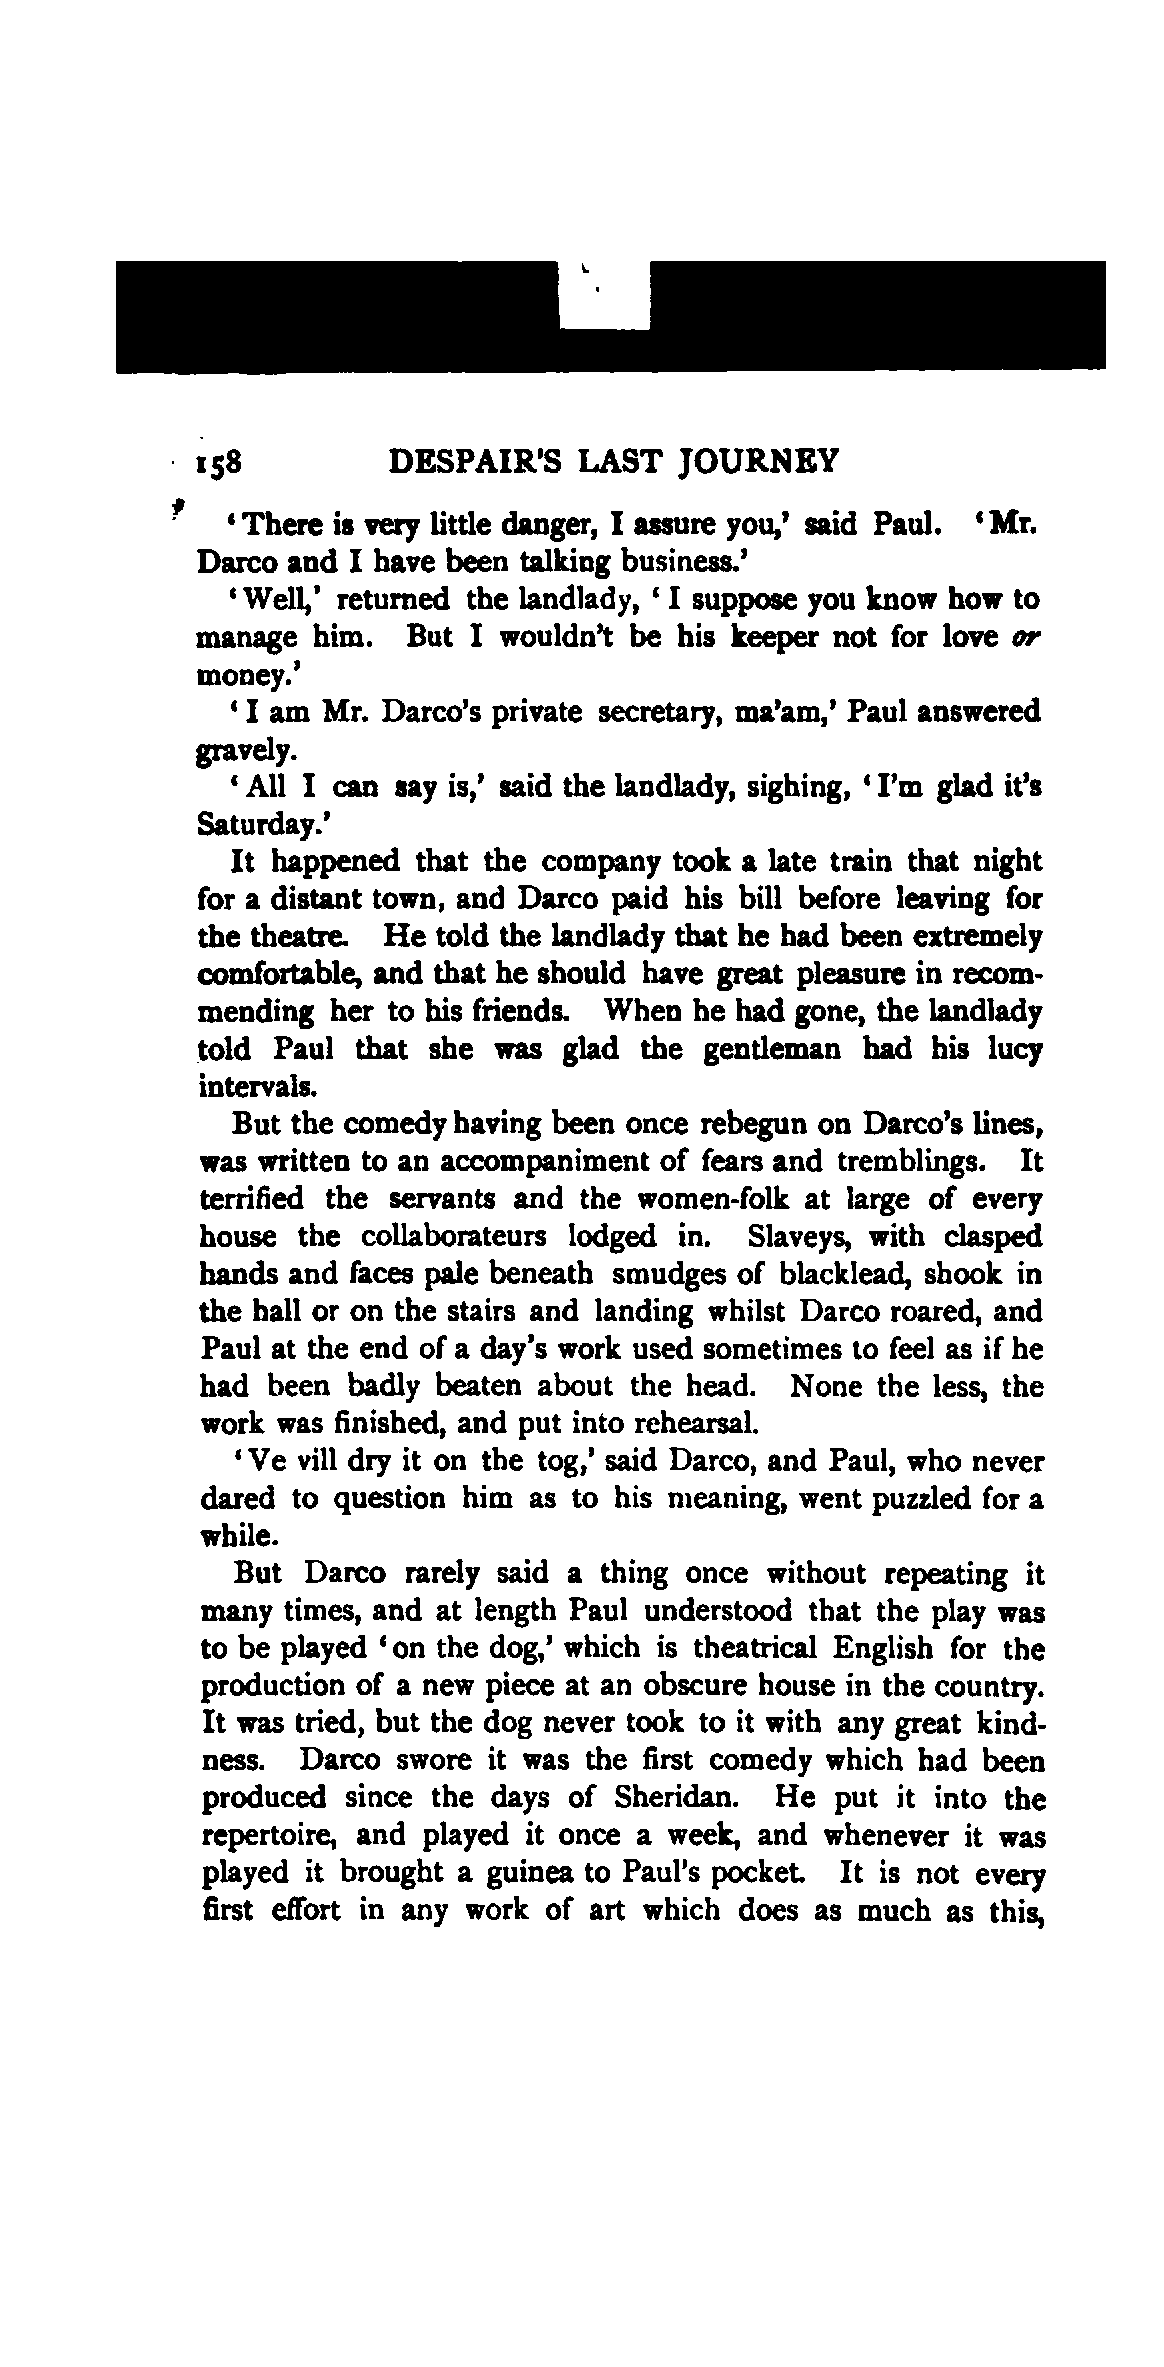 158 DESPAIR'S LAST JOURNEY
‘There is very little danger, I assure you,’ said Paul. ‘Mr.
Darco and I have been talking business.’
‘Well,’ returned the landlady, ‘I suppose you know how to
manage him. But I wouldn’t be his keeper not for love or
money.’
‘I am Mr. Darco’s private secretary, ma’am,’ Paul answered
gravely.
‘All I can say is,’ said the landlady, sighing, ‘I’m glad it’s
Saturday.’
It happened that the company took a late train that night
for a distant town, and Darco paid his bill before leaving for
the theatre. He told the landlady that he had been extremely
comfortable, and that he should have great pleasure in recom-
mending her to his friends. When he had gone, the landlady
told Paul that she was glad the gentleman had his lucy
intervals.
But the comedy having been once rebegun on Darco’s lines,
was written to an accompaniment of fears and tremblings. It
terrified the servants and the women-folk at large of every
house the collaborateurs lodged in. Slaveys, with clasped
hands and faces pale beneath smudges of blacklead, shook in
the hall or on the stairs and landing whilst Darco roared, and
Paul at the end of a day’s work used sometimes to feel as if he
had been badly beaten about the head. None the less, the
work was finished, and put into rehearsal.
‘Ve vill dry it on the tog,’ said Darco, and Paul, who never
dared to question him as to his meaning, went puzzled for a
while.
But Darco rarely said a thing once without repeating it
many times, and at length Paul understood that the play was
to be played ‘on the dog,’ which is theatrical English for the
production of a new piece at an obscure house in the country.
It was tried, but the dog never took to it with any great kind-
ness. Darco swore it was the first comedy which had been
produced since the days of Sheridan. He put it into the
repertoire, and played it once a week, and whenever it was
played it brought a guinea to Paul’s pocket. It is not every
first effort in any work of art which does as much as this,